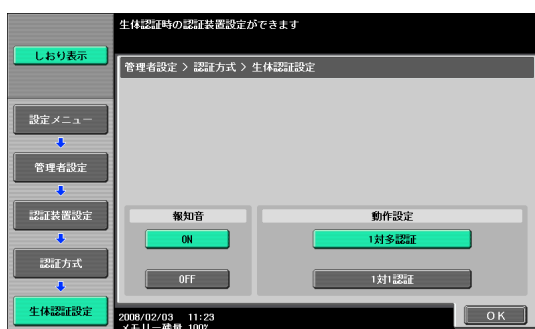 生体認証時の認証装置設定ができます
しおり表示
管理者設定 > 認証方式 > 生体認証設定
設定メニュー
管理者設定
認証装置設定
認証方式
生体認証設定
報知音
ON
OFF
動作設定
1対多認証
1対1認証
2008/02/03 11:23
メモリー残量 100%
OK